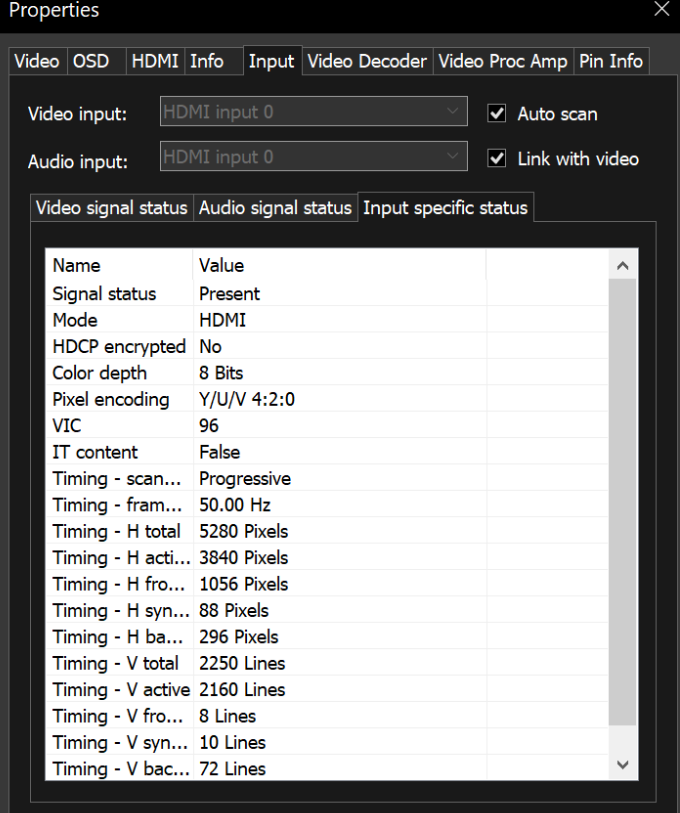 Properties
Video OSD HDMI Info Input Video Decoder Video Proc Amp Pin Info
Video input: HDMI input 0 Auto scan
Audio input: HDMI input 0 Link with video
Video signal status Audio signal status Input specific status
Name Value
Signal status Present
Mode HDMI
HDCP encrypted No
Color depth 8 Bits
Pixel encoding Y/U/V 4:2:0
VIC 96
IT content False
Timing - scan... Progressive
Timing - fram... 50.00 Hz
Timing - H total 5280 Pixels
Timing - H acti... 3840 Pixels
Timing - H fro... 1056 Pixels
Timing - H syn... 88 Pixels
Timing - H ba... 296 Pixels
Timing - V total 2250 Lines
Timing - V active 2160 Lines
Timing - V fro... 8 Lines
Timing - V syn... 10 Lines
Timing - V bac... 72 Lines